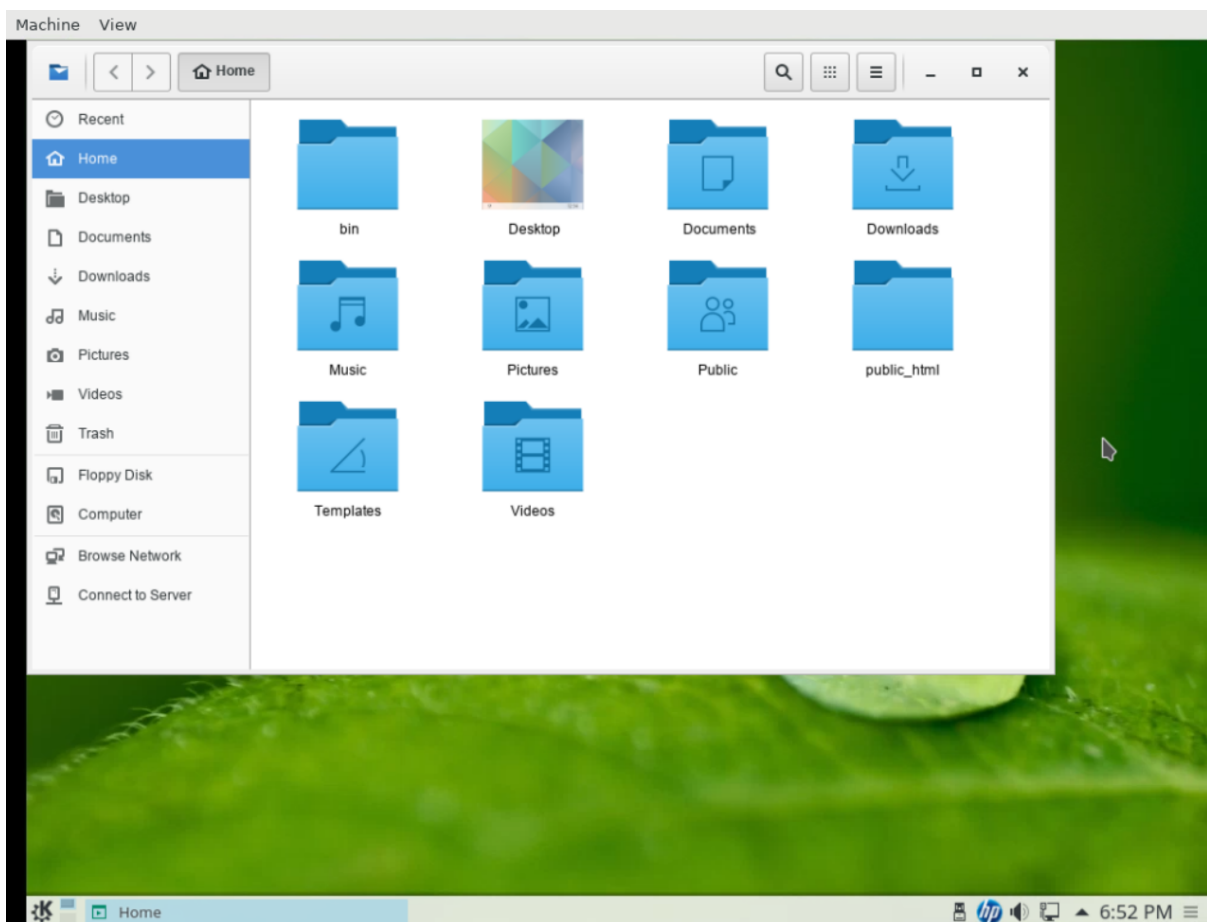 Machine View
Home
Recent
Home
Desktop
Documents
Downloads
Music
Pictures
Videos
Trash
Floppy Disk
Computer
Browse Network
Connect to Server
bin Desktop Documents Downloads
Music Pictures Public public_html
Templates Videos
Home hp 6:52 PM